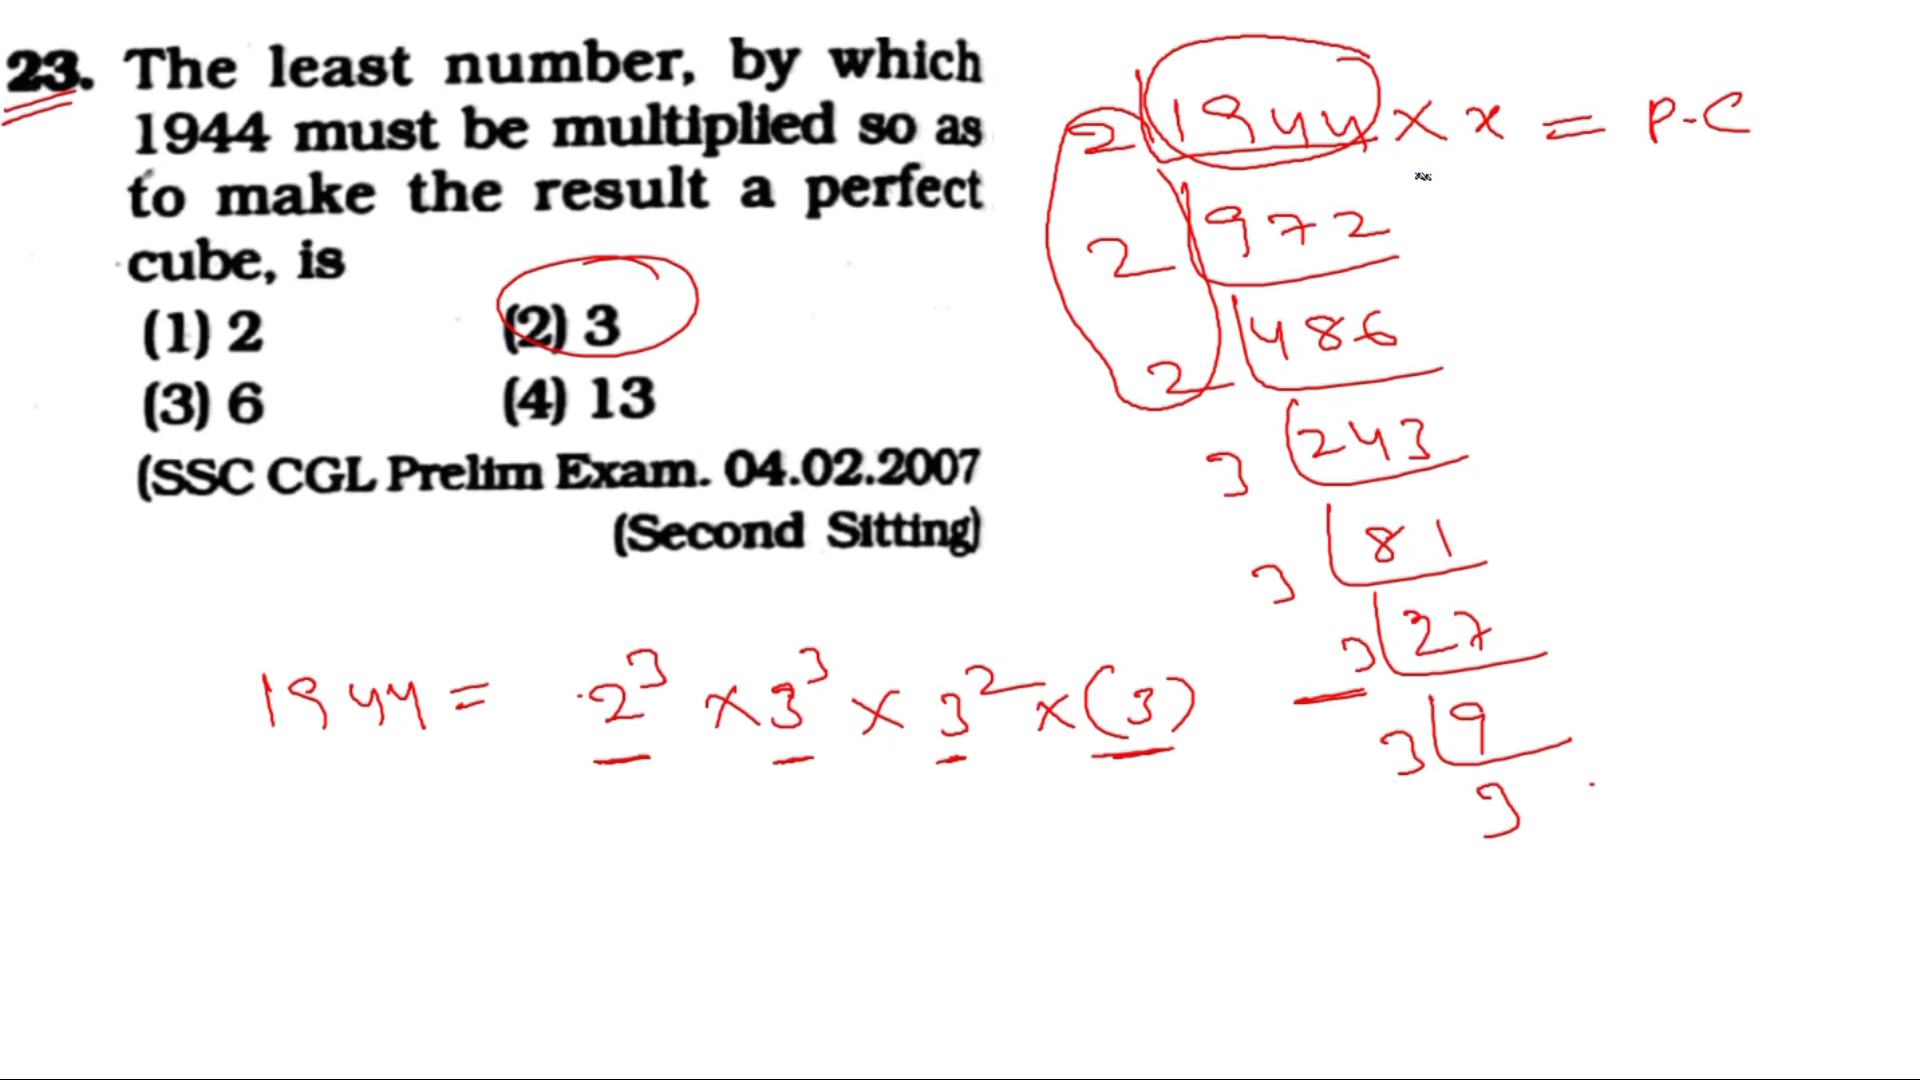 23. The least number, by which
1944 must be multiplied so as
to make the result a perfect
cube, is
(1) 2 (2) 3
(3) 6 (4) 13
(SSC CGL Prelim Exam. 04.02.2007
(Second Sitting)
2 1944 × x = P.C
2 972
2 486
3 243
3 81
3 27
3 9
3
1944 = 2³ × 3³ × 3² × (3)